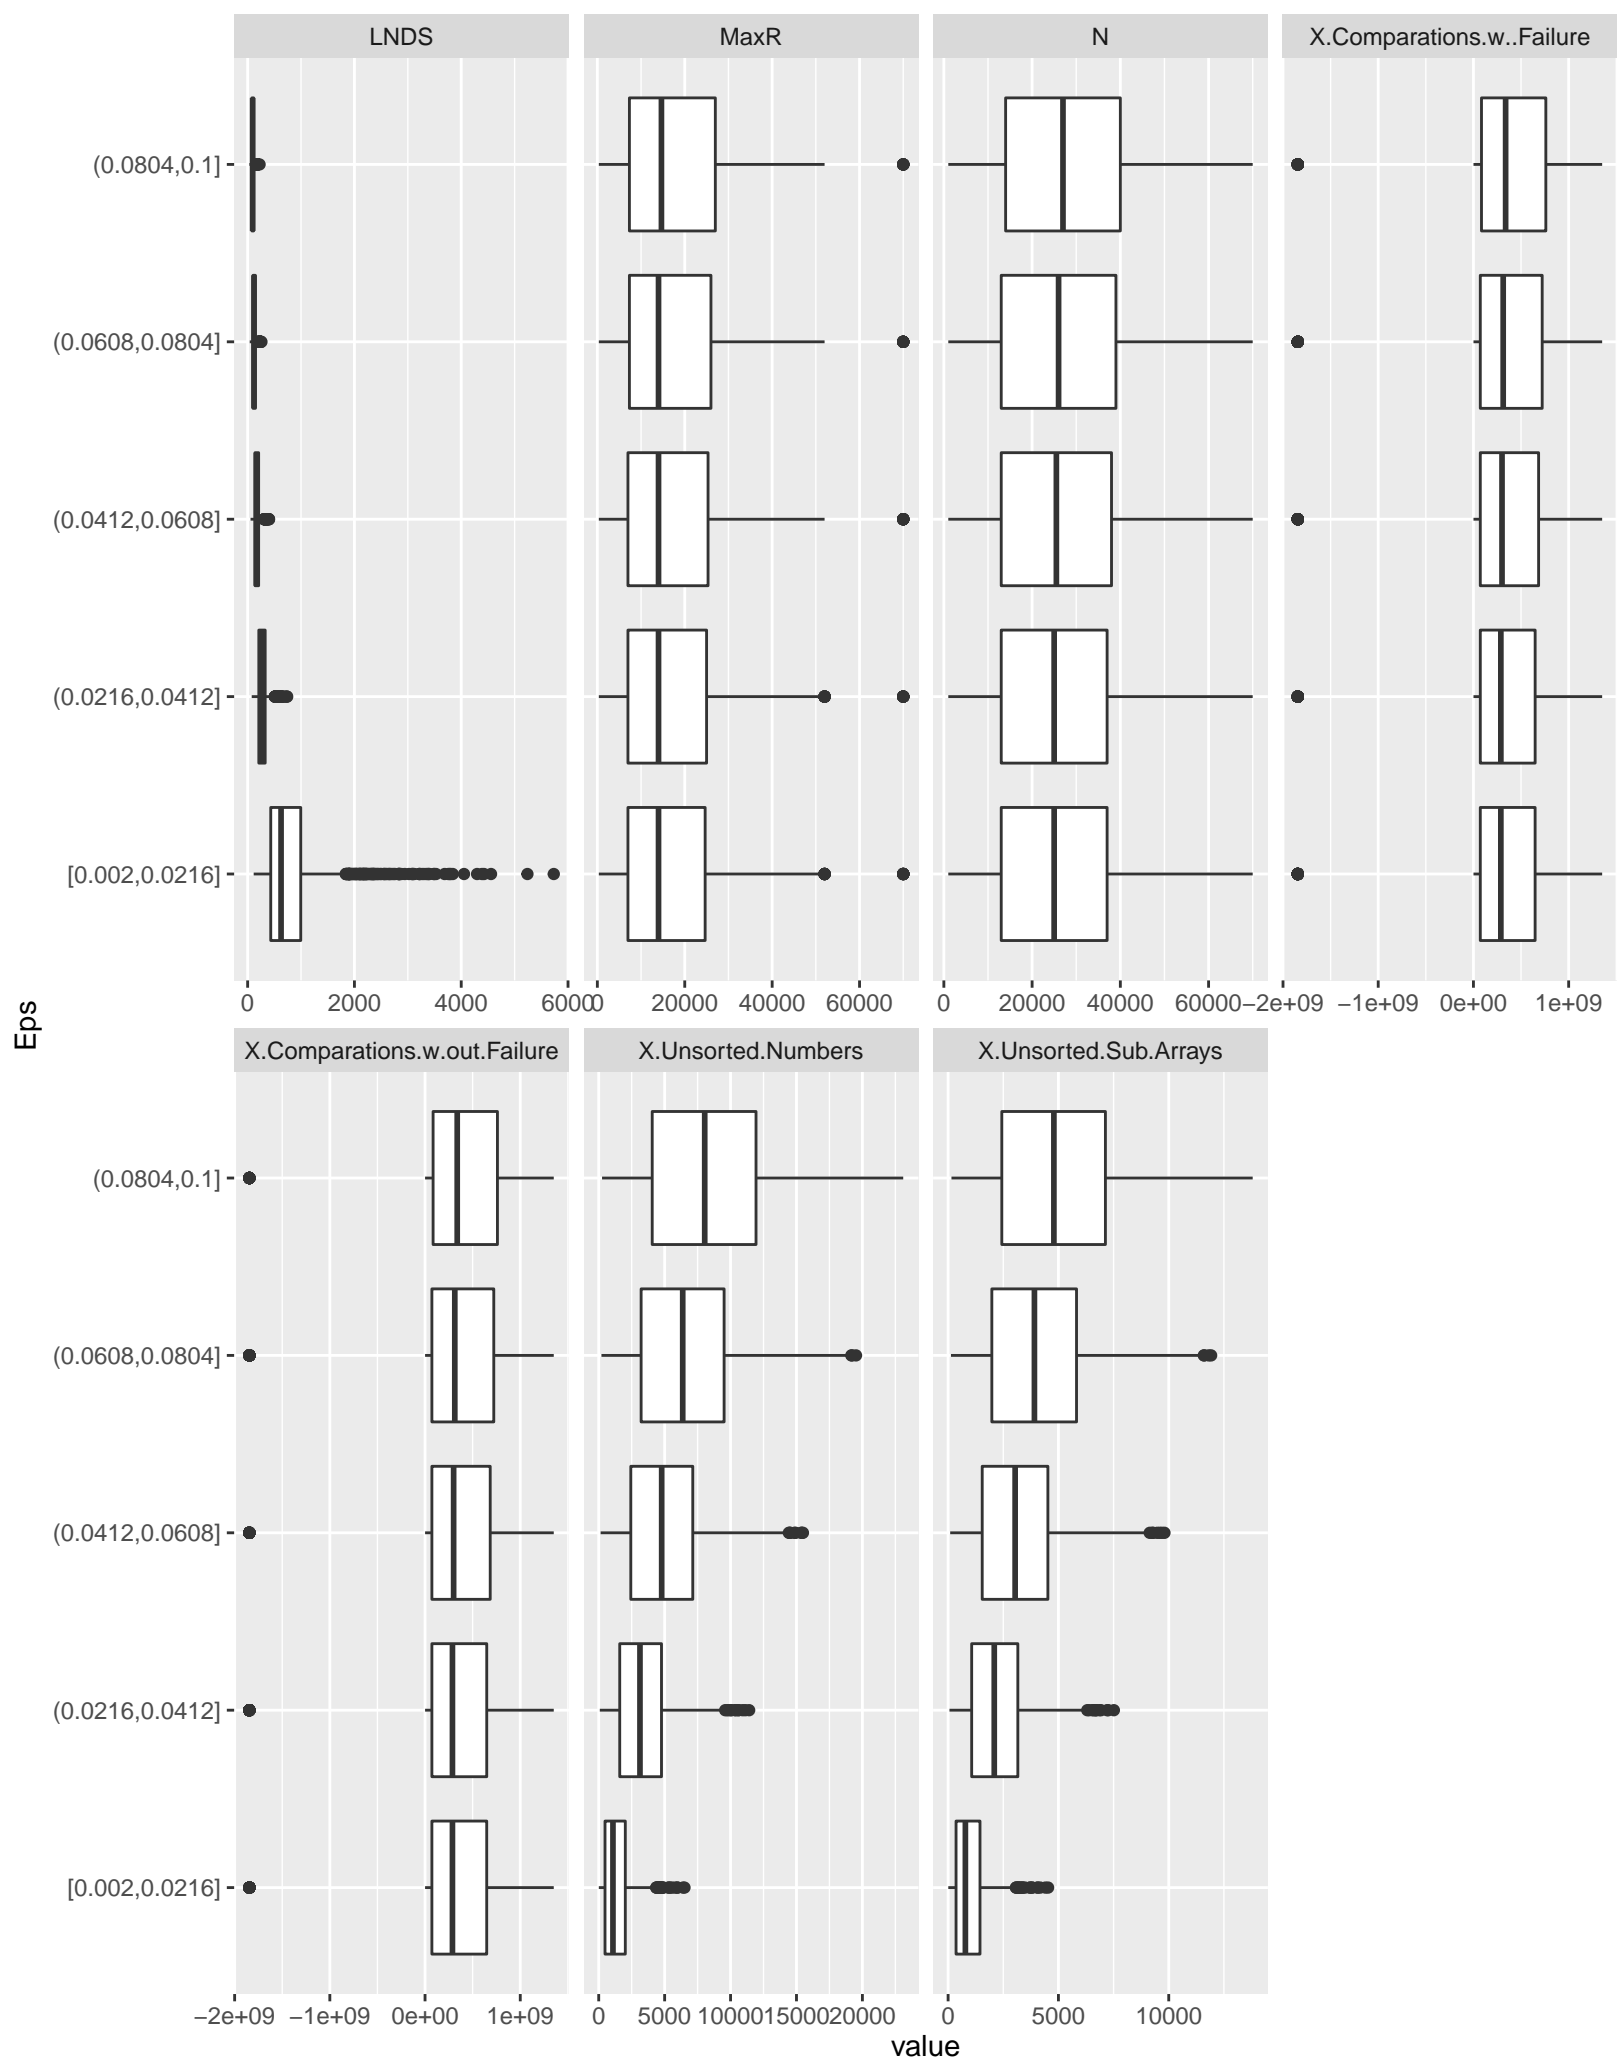 LNDS MaxR N X.Comparations.w..Failure
(0.0804,0.1]
(0.0608,0.0804]
(0.0412,0.0608]
(0.0216,0.0412]
[0.002,0.0216]
0 2000 4000 6000 0 20000 40000 60000 0 20000 40000 60000 −2e+09 −1e+09 0e+00 1e+09
Eps
X.Comparations.w.out.Failure X.Unsorted.Numbers X.Unsorted.Sub.Arrays
(0.0804,0.1]
(0.0608,0.0804]
(0.0412,0.0608]
(0.0216,0.0412]
[0.002,0.0216]
−2e+09 −1e+09 0e+00 1e+09 0 5000 10000 15000 20000 0 5000 10000
value